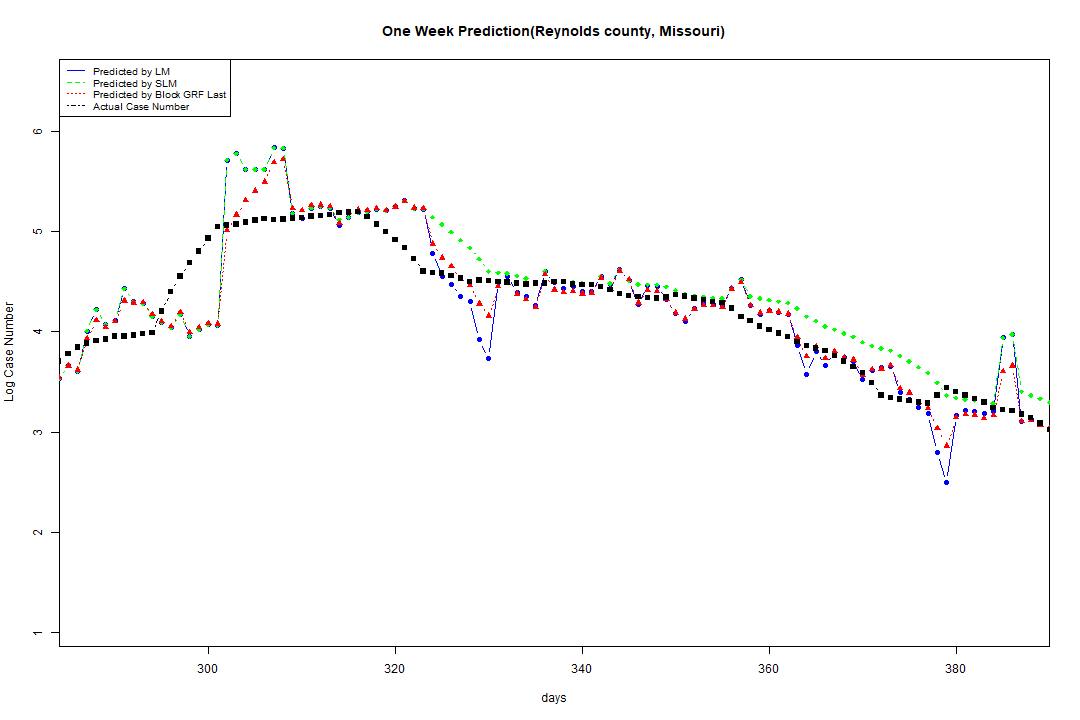 One Week Prediction(Reynolds county, Missouri)
Predicted by LM
Predicted by SLM
Predicted by Block GRF Last
Actual Case Number
6
5
4
3
2
1
Log Case Number
300 320 340 360 380
days